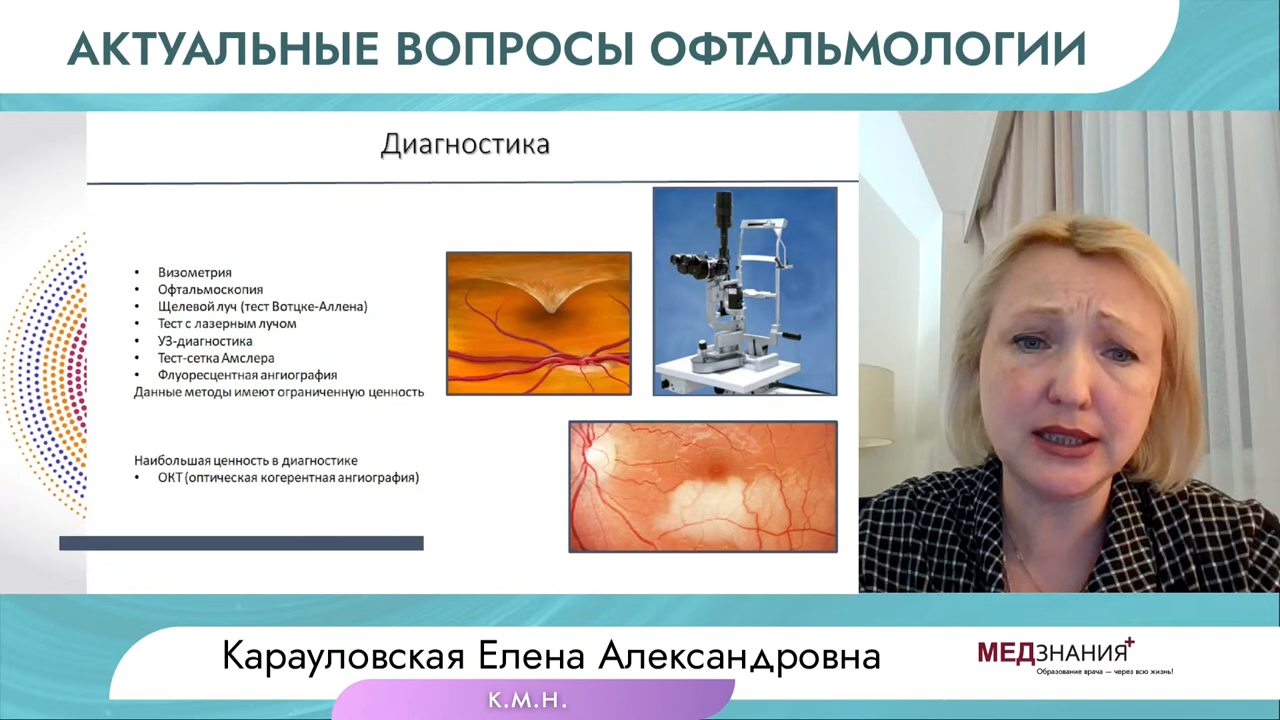 АКТУАЛЬНЫЕ ВОПРОСЫ ОФТАЛЬМОЛОГИИ
Диагностика
• Визометрия
• Офтальмоскопия
• Щелевой луч (тест Вотцке-Аллена)
• Тест с лазерным лучом
• УЗ-диагностика
• Тест-сетка Амслера
• Флуоресцентная ангиография
Данные методы имеют ограниченную ценность
Наибольшая ценность в диагностике
• ОКТ (оптическая когерентная ангиография)
Карауловская Елена Александровна
к.м.н.
МЕДЗНАНИЯ+
Образование врача — через всю жизнь!